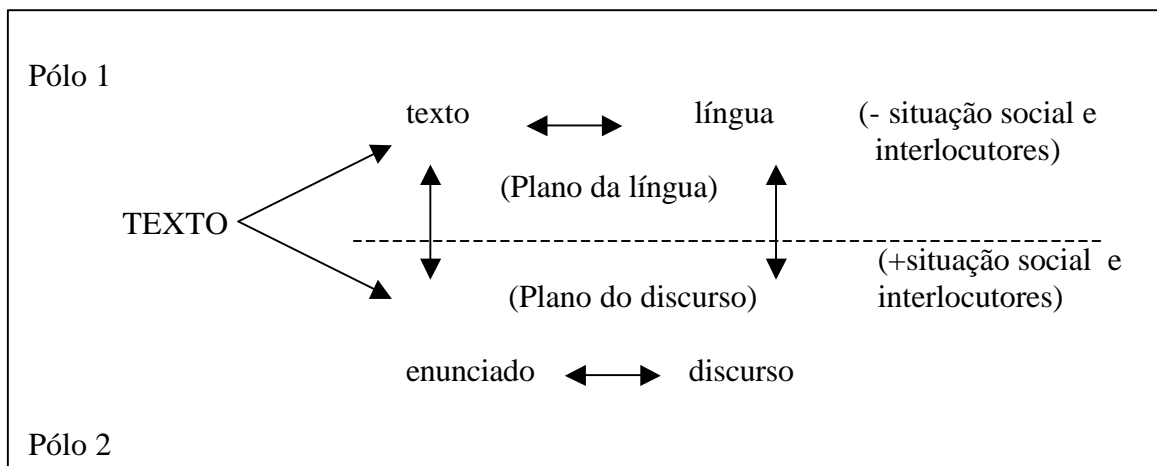 Pólo 1
texto língua (- situação social e
interlocutores)
(Plano da língua)
TEXTO
(+situação social e
(Plano do discurso) interlocutores)
enunciado discurso
Pólo 2